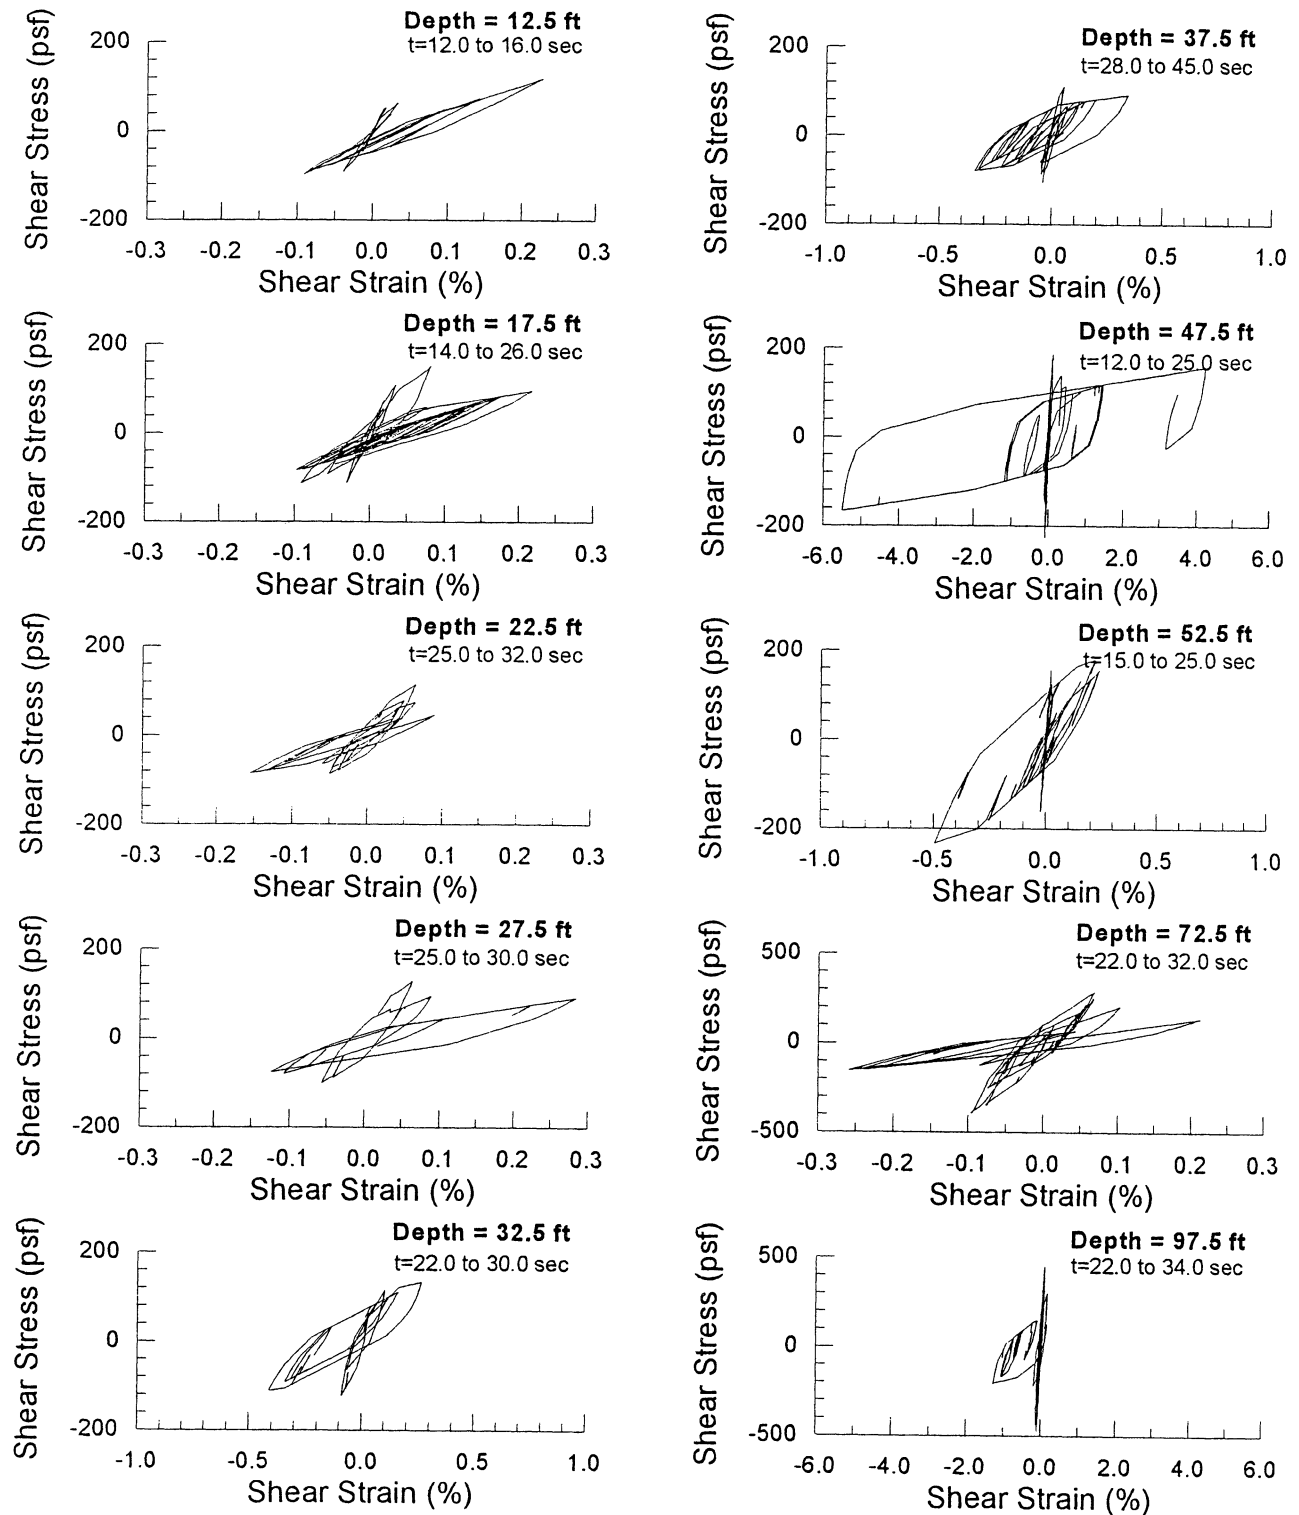 Depth = 12.5 ft
t=12.0 to 16.0 sec
Shear Stress (psf)
200
0
-200
-0.3 -0.2 -0.1 0.0 0.1 0.2 0.3
Shear Strain (%)
Depth = 17.5 ft
t=14.0 to 26.0 sec
Shear Stress (psf)
200
0
-200
-0.3 -0.2 -0.1 0.0 0.1 0.2 0.3
Shear Strain (%)
Depth = 22.5 ft
t=25.0 to 32.0 sec
Shear Stress (psf)
200
0
-200
-0.3 -0.2 -0.1 0.0 0.1 0.2 0.3
Shear Strain (%)
Depth = 27.5 ft
t=25.0 to 30.0 sec
Shear Stress (psf)
200
0
-200
-0.3 -0.2 -0.1 0.0 0.1 0.2 0.3
Shear Strain (%)
Depth = 32.5 ft
t=22.0 to 30.0 sec
Shear Stress (psf)
200
0
-200
-1.0 -0.5 0.0 0.5 1.0
Shear Strain (%)
Depth = 37.5 ft
t=28.0 to 45.0 sec
Shear Stress (psf)
200
0
-200
-1.0 -0.5 0.0 0.5 1.0
Shear Strain (%)
Depth = 47.5 ft
t=12.0 to 25.0 sec
Shear Stress (psf)
200
0
-200
-6.0 -4.0 -2.0 0.0 2.0 4.0 6.0
Shear Strain (%)
Depth = 52.5 ft
t=15.0 to 25.0 sec
Shear Stress (psf)
200
0
-200
-1.0 -0.5 0.0 0.5 1.0
Shear Strain (%)
Depth = 72.5 ft
t=22.0 to 32.0 sec
Shear Stress (psf)
500
0
-500
-0.3 -0.2 -0.1 0.0 0.1 0.2 0.3
Shear Strain (%)
Depth = 97.5 ft
t=22.0 to 34.0 sec
Shear Stress (psf)
500
0
-500
-6.0 -4.0 -2.0 0.0 2.0 4.0 6.0
Shear Strain (%)